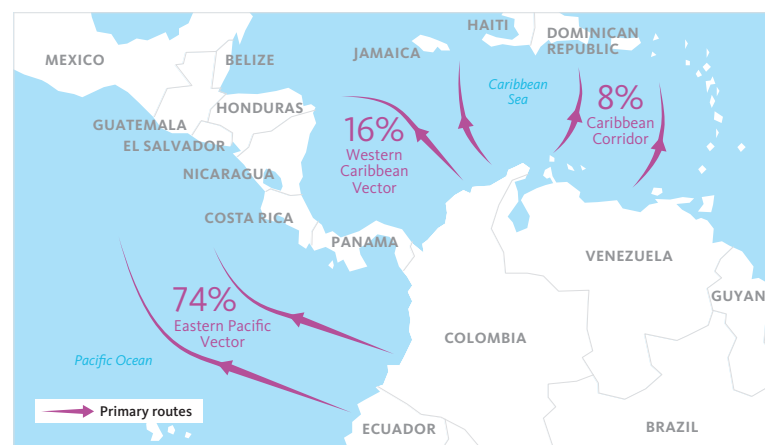 HAITI
DOMINICAN
REPUBLIC
MEXICO
BELIZE
JAMAICA
Caribbean
Sea
8%
Caribbean
Corridor
HONDURAS
GUATEMALA
16%
Western
Caribbean
Vector
EL SALVADOR
NICARAGUA
COSTA RICA
PANAMA
VENEZUELA
74%
Eastern Pacific
Vector
GUYAN
COLOMBIA
Pacific Ocean
Primary routes
ECUADOR
BRAZIL